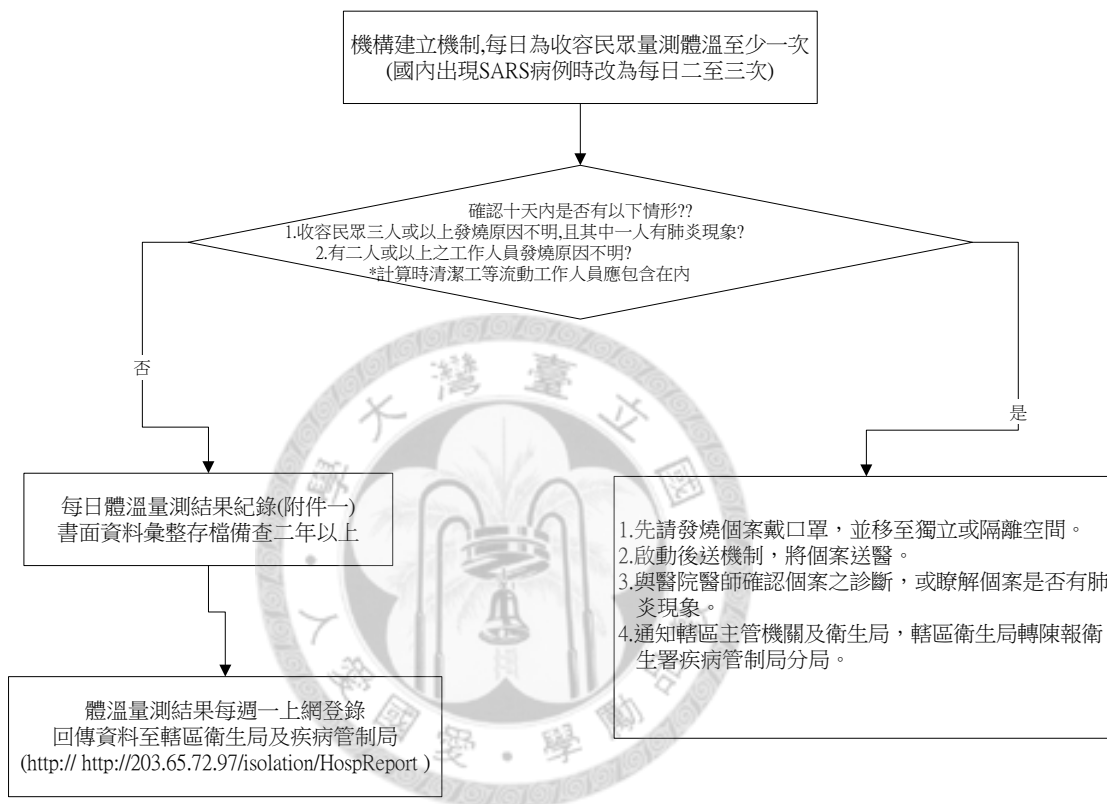 機構建立機制,每日為收容民眾量測體溫至少一次
(國內出現SARS病例時改為每日二至三次)
確認十天內是否有以下情形??
1.收容民眾三人或以上發燒原因不明,且其中一人有肺炎現象?
2.有二人或以上之工作人員發燒原因不明?
*計算時清潔工等流動工作人員應包含在內
否
是
每日體溫量測結果紀錄(附件一)
書面資料彙整存檔備查二年以上
1.先請發燒個案戴口罩，並移至獨立或隔離空間。
2.啟動後送機制，將個案送醫。
3.與醫院醫師確認個案之診斷，或瞭解個案是否有肺
炎現象。
4.通知轄區主管機關及衛生局，轄區衛生局轉陳報衛
生署疾病管制局分局。
體溫量測結果每週一上網登錄
回傳資料至轄區衛生局及疾病管制局
(http:// http://203.65.72.97/isolation/HospReport )
學大灣臺立國
人愛國愛・學勵品敦